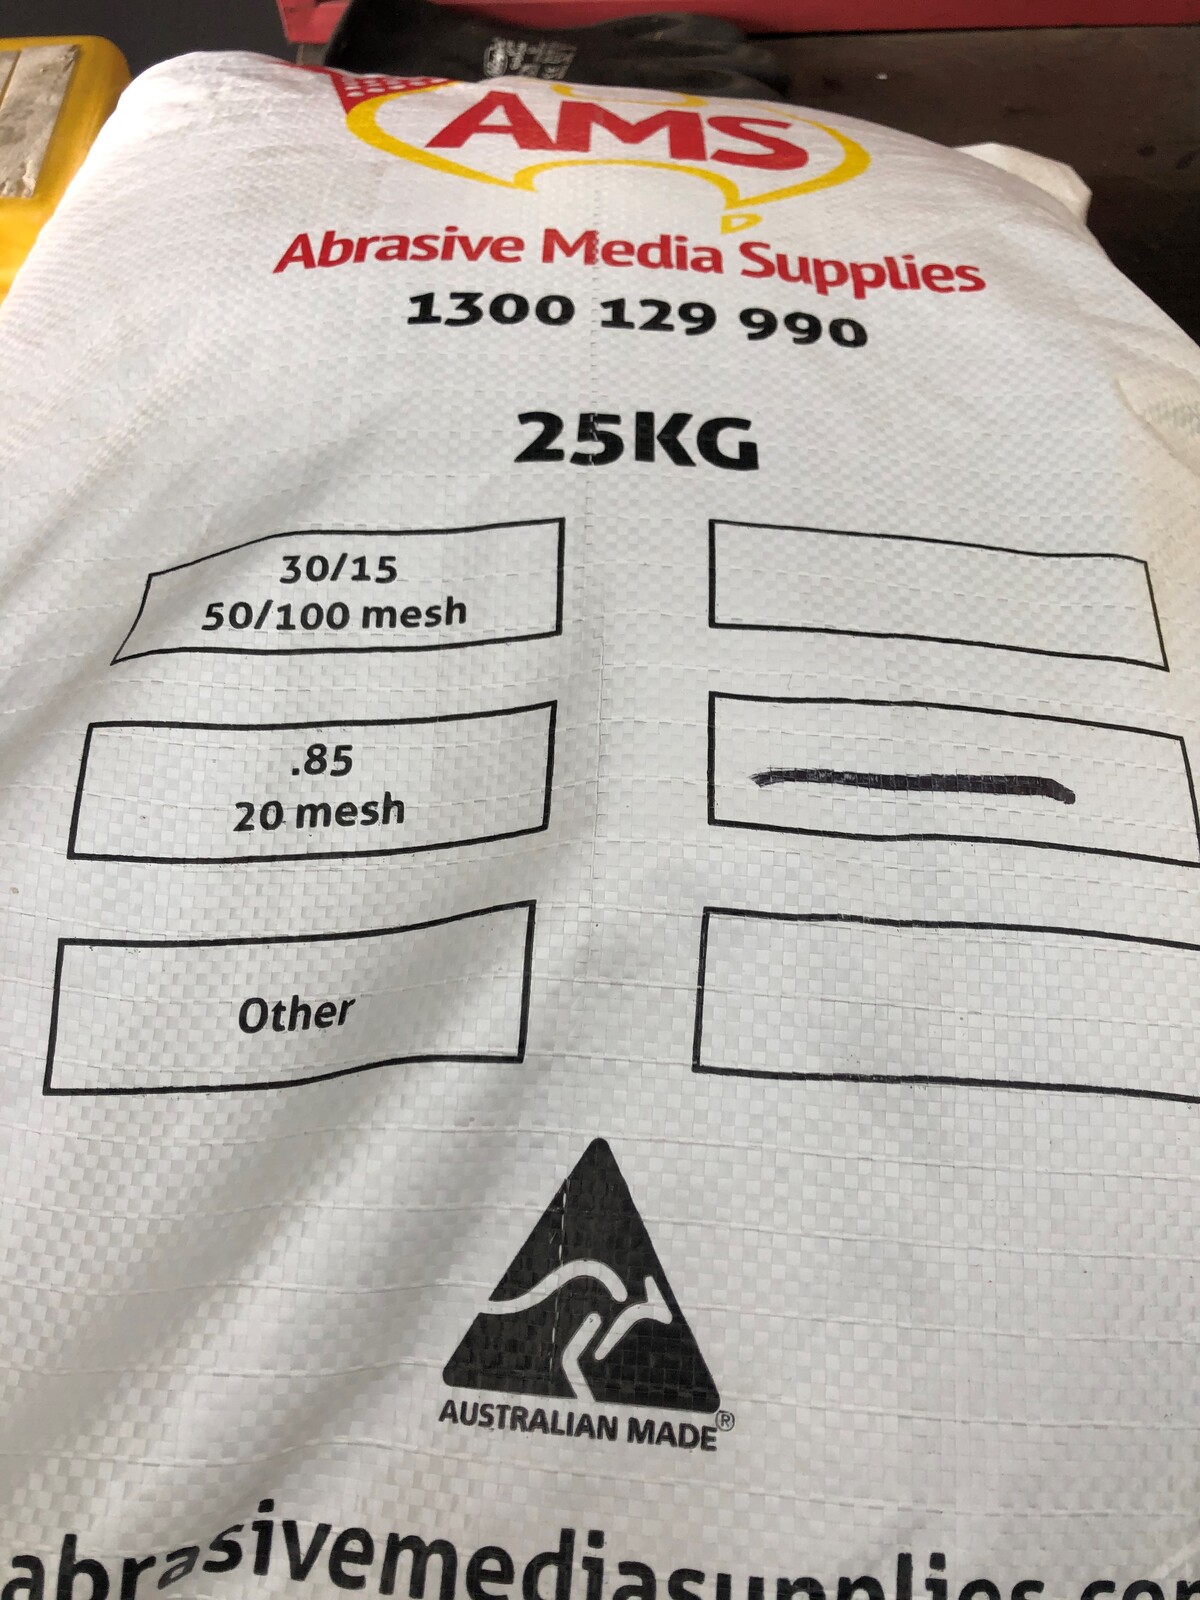 AMS
Abrasive Media Supplies
1300 129 990
25KG
30/15
50/100 mesh
.85
20 mesh
Other
AUSTRALIAN MADE®
abrasivemediasupplies.co